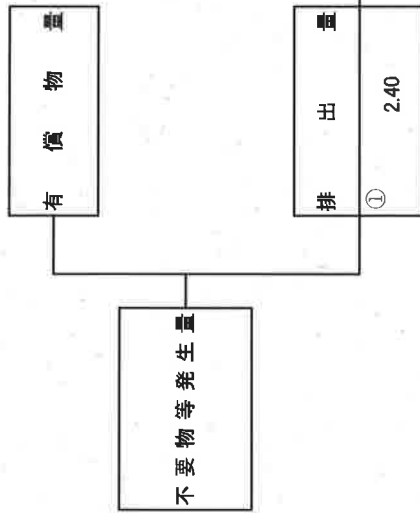 有償物量
不要物等発生量
排出量
①
2.40